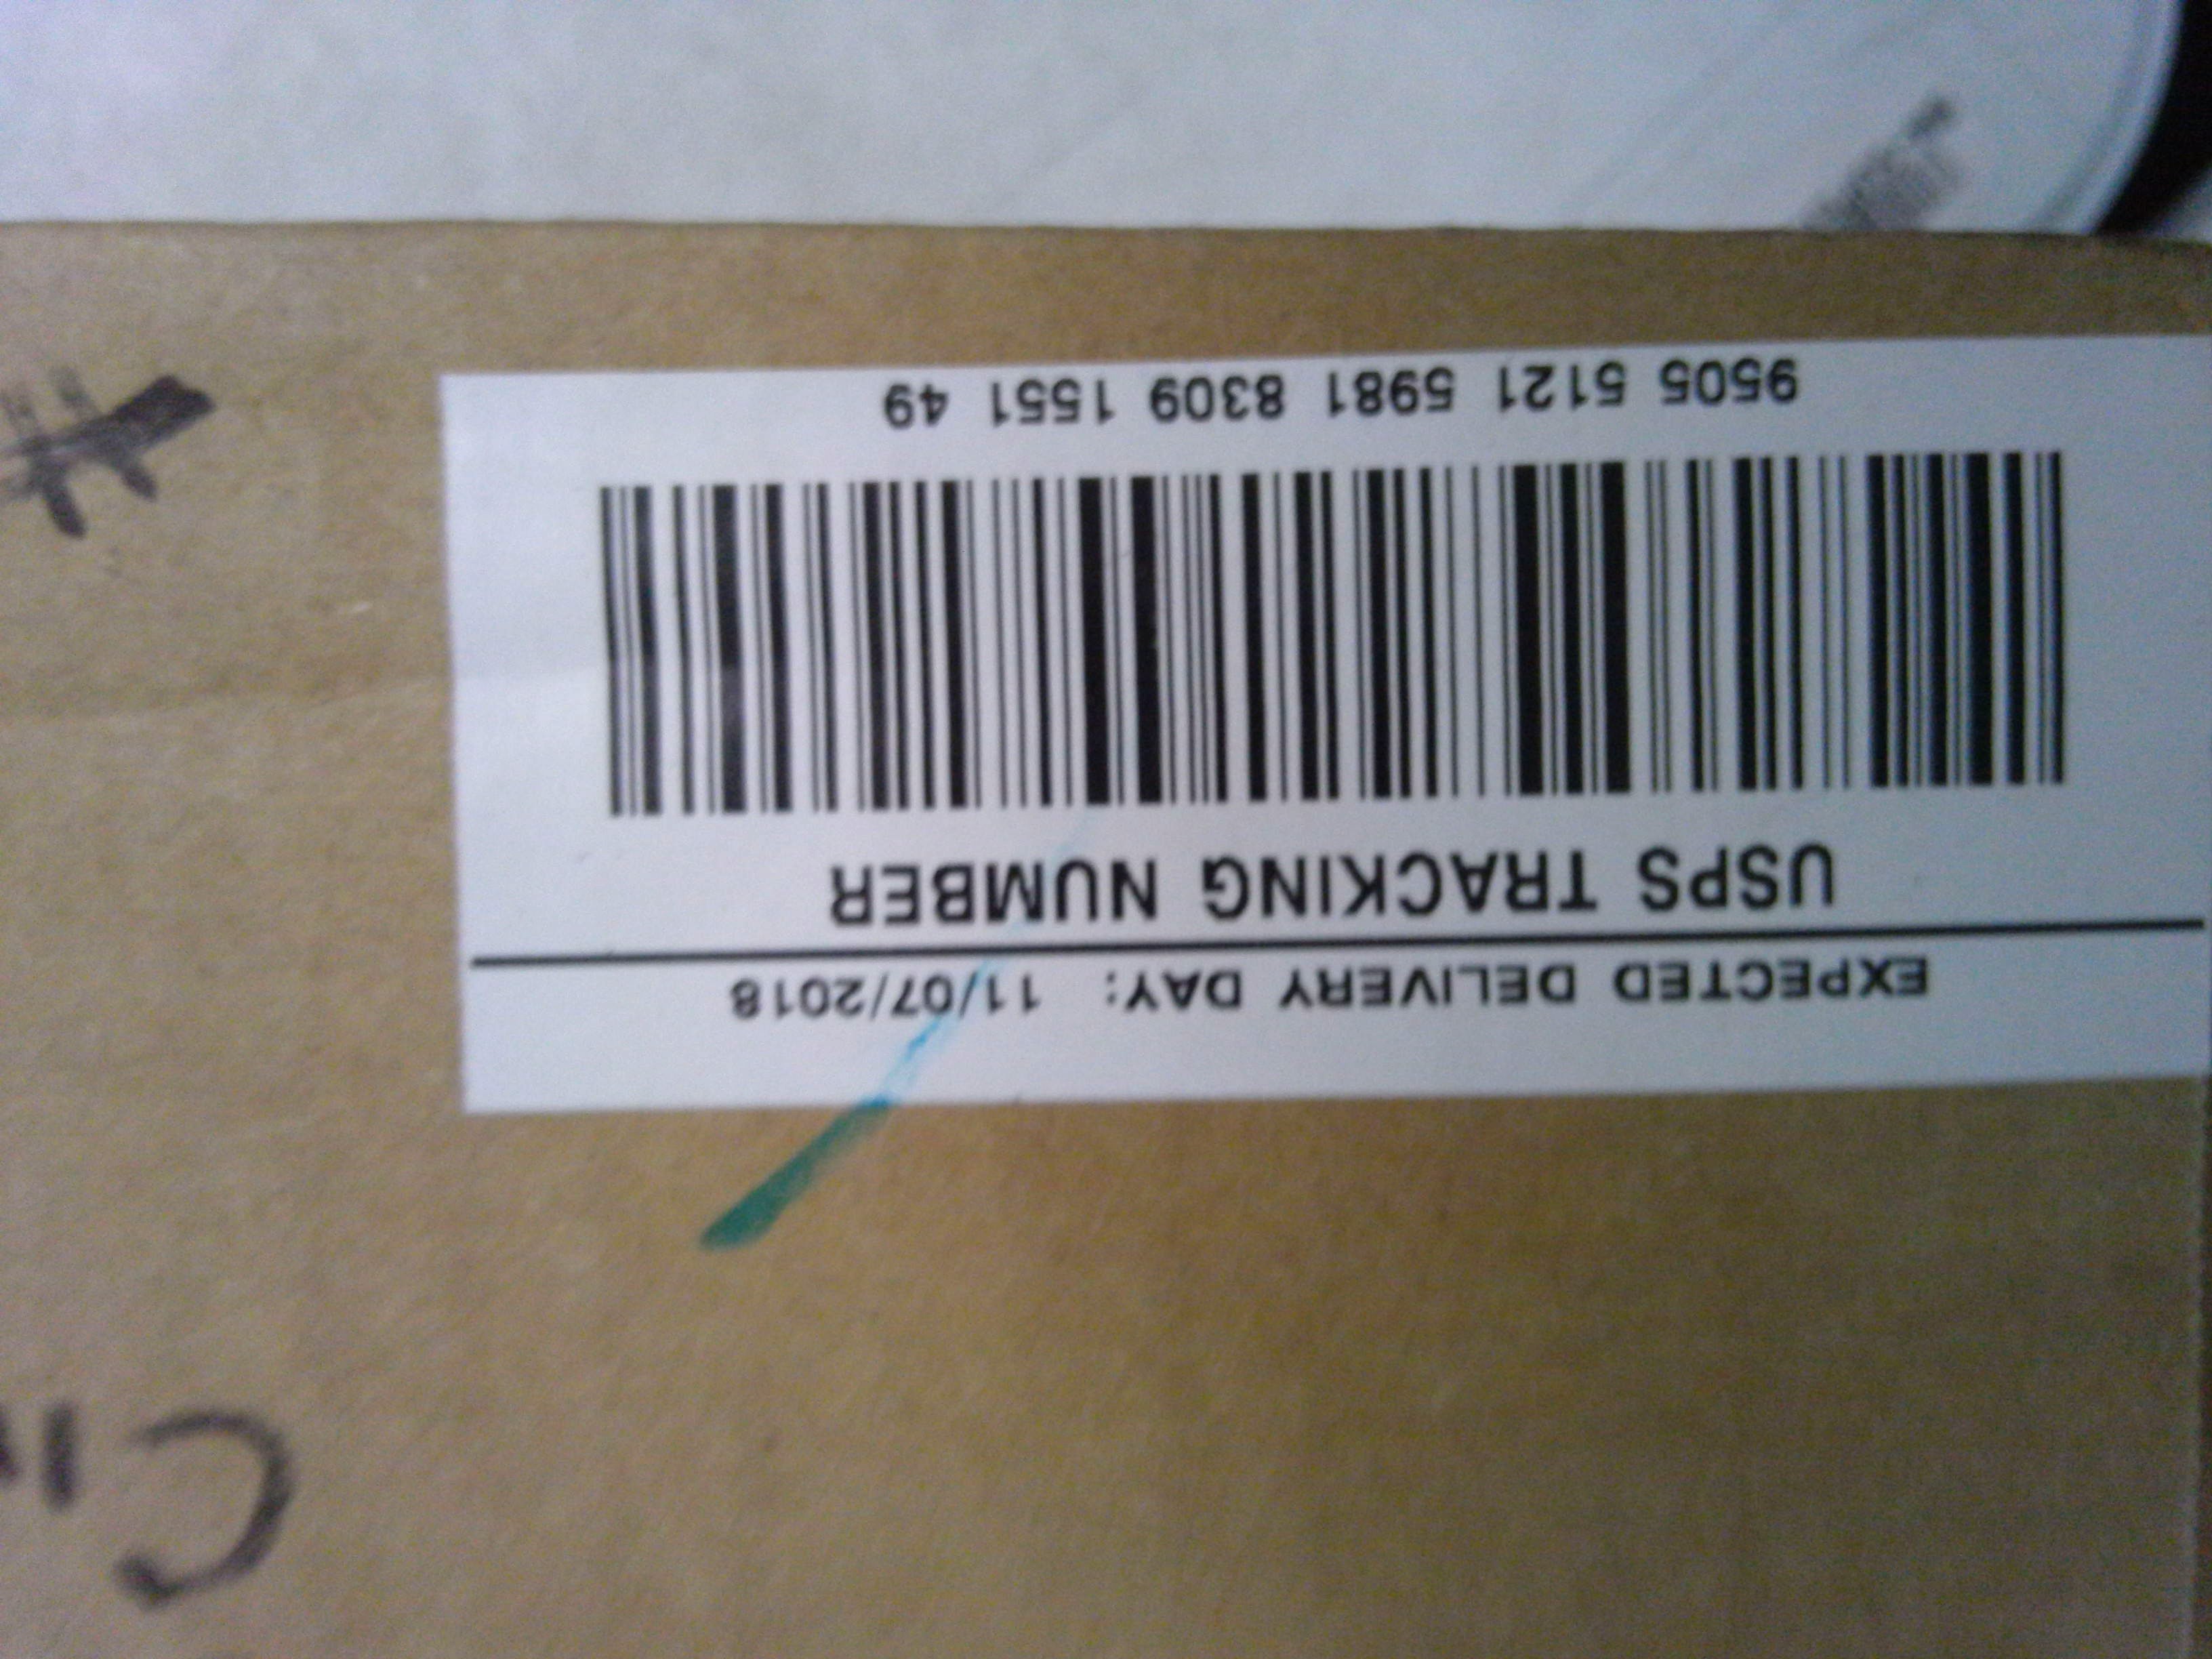 EXPECTED DELIVERY DAY: 11/07/2018
USPS TRACKING NUMBER
9505 5121 5981 8309 1551 49